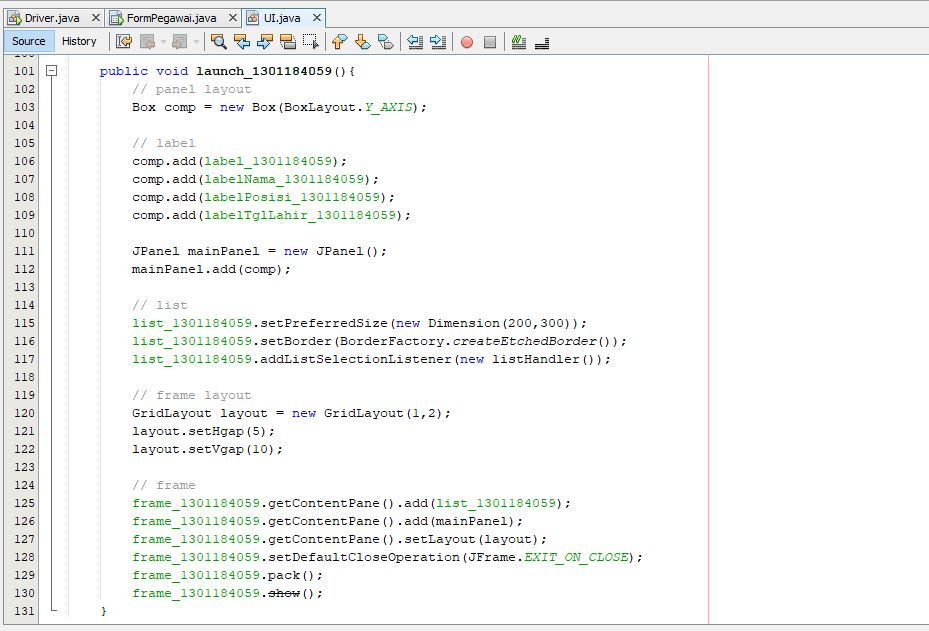 Driver.java FormPegawai.java UI.java
Source History
101 public void launch_1301184059(){
102 // panel layout
103 Box comp = new Box(BoxLayout.Y_AXIS);
104
105 // label
106 comp.add(label_1301184059);
107 comp.add(labelNama_1301184059);
108 comp.add(labelPosisi_1301184059);
109 comp.add(labelTglLahir_1301184059);
110
111 JPanel mainPanel = new JPanel();
112 mainPanel.add(comp);
113
114 // list
115 list_1301184059.setPreferredSize(new Dimension(200,300));
116 list_1301184059.setBorder(BorderFactory.createEtchedBorder());
117 list_1301184059.addListSelectionListener(new listHandler());
118
119 // frame layout
120 GridLayout layout = new GridLayout(1,2);
121 layout.setHgap(5);
122 layout.setVgap(10);
123
124 // frame
125 frame_1301184059.getContentPane().add(list_1301184059);
126 frame_1301184059.getContentPane().add(mainPanel);
127 frame_1301184059.getContentPane().setLayout(layout);
128 frame_1301184059.setDefaultCloseOperation(JFrame.EXIT_ON_CLOSE);
129 frame_1301184059.pack();
130 frame_1301184059.show();
131 }